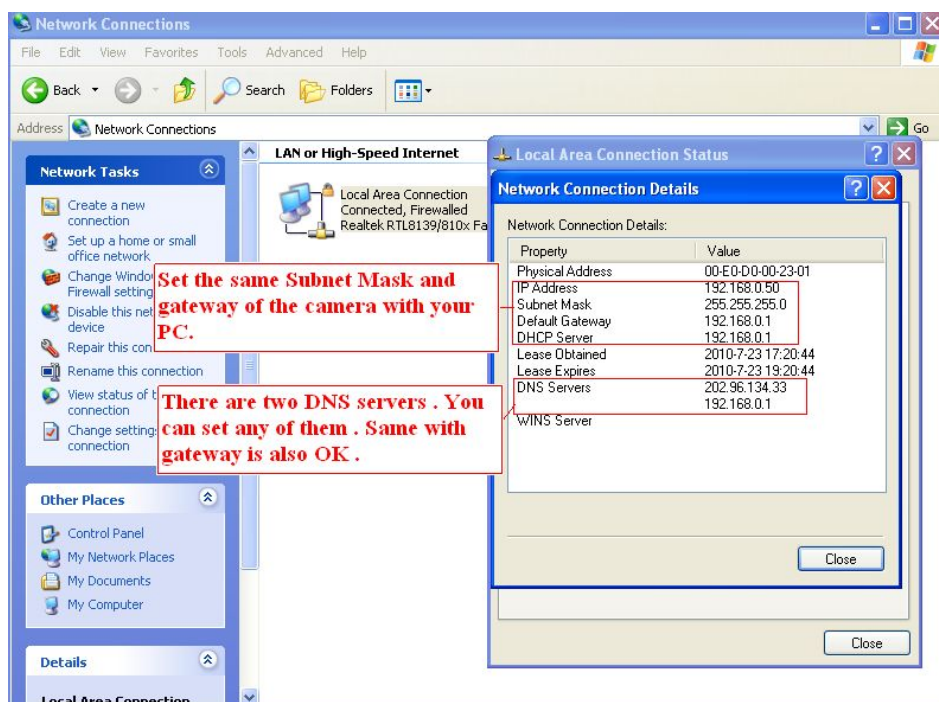 Network Connections
File Edit View Favorites Tools Advanced Help
Back Search Folders
Address Network Connections Go
Network Tasks
Create a new
connection
Set up a home or small
office network
Change Windo
Firewall setting
Disable this net
device
Repair this con
Rename this connection
View status of t
connection
Change setting
connection
Other Places
Control Panel
My Network Places
My Documents
My Computer
Details
Local Area Connection
LAN or High-Speed Internet
Local Area Connection
Connected, Firewalled
Realtek RTL8139/810x Fa
Set the same Subnet Mask and
gateway of the camera with your
PC.
There are two DNS servers . You
can set any of them . Same with
gateway is also OK .
Local Area Connection Status
Network Connection Details
Network Connection Details:
Property Value
Physical Address 00-E0-D0-00-23-01
IP Address 192.168.0.50
Subnet Mask 255.255.255.0
Default Gateway 192.168.0.1
DHCP Server 192.168.0.1
Lease Obtained 2010-7-23 17:20:44
Lease Expires 2010-7-23 19:20:44
DNS Servers 202.96.134.33
192.168.0.1
WINS Server
Close
Close